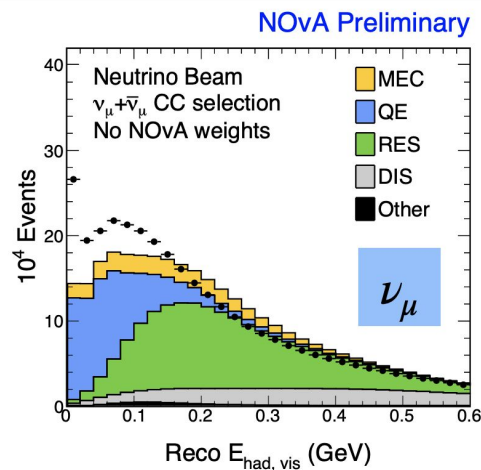 NOvA Preliminary
Neutrino Beam
νμ+ν̄μ CC selection
No NOvA weights
MEC
QE
RES
DIS
Other
νμ
10⁴ Events
40
30
20
10
0
0 0.1 0.2 0.3 0.4 0.5 0.6
Reco E_had, vis (GeV)